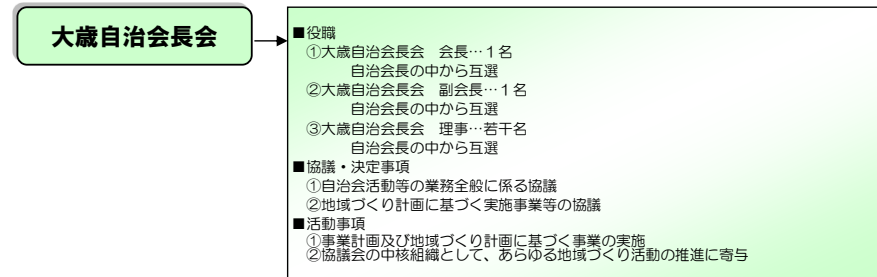 大歳自治会長会
■役職
①大歳自治会長会　会長…１名
自治会長の中から互選
②大歳自治会長会　副会長…１名
自治会長の中から互選
③大歳自治会長会　理事…若干名
自治会長の中から互選
■協議・決定事項
①自治会活動等の業務全般に係る協議
②地域づくり計画に基づく実施事業等の協議
■活動事項
①事業計画及び地域づくり計画に基づく事業の実施
②協議会の中核組織として、あらゆる地域づくり活動の推進に寄与